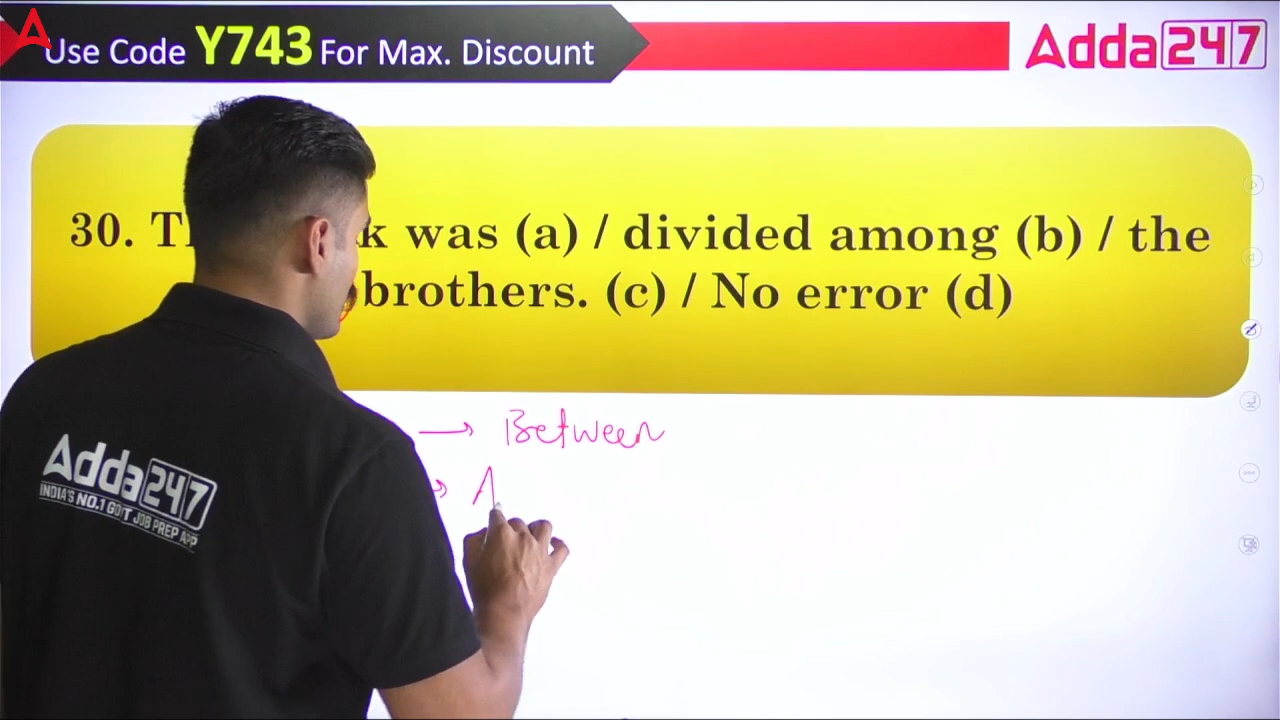 Use Code Y743 For Max. Discount
Adda247
30. T k was (a) / divided among (b) / the
brothers. (c) / No error (d)
→ Between
→ A
Adda247
INDIA'S NO.1 GOVT JOB PREP APP